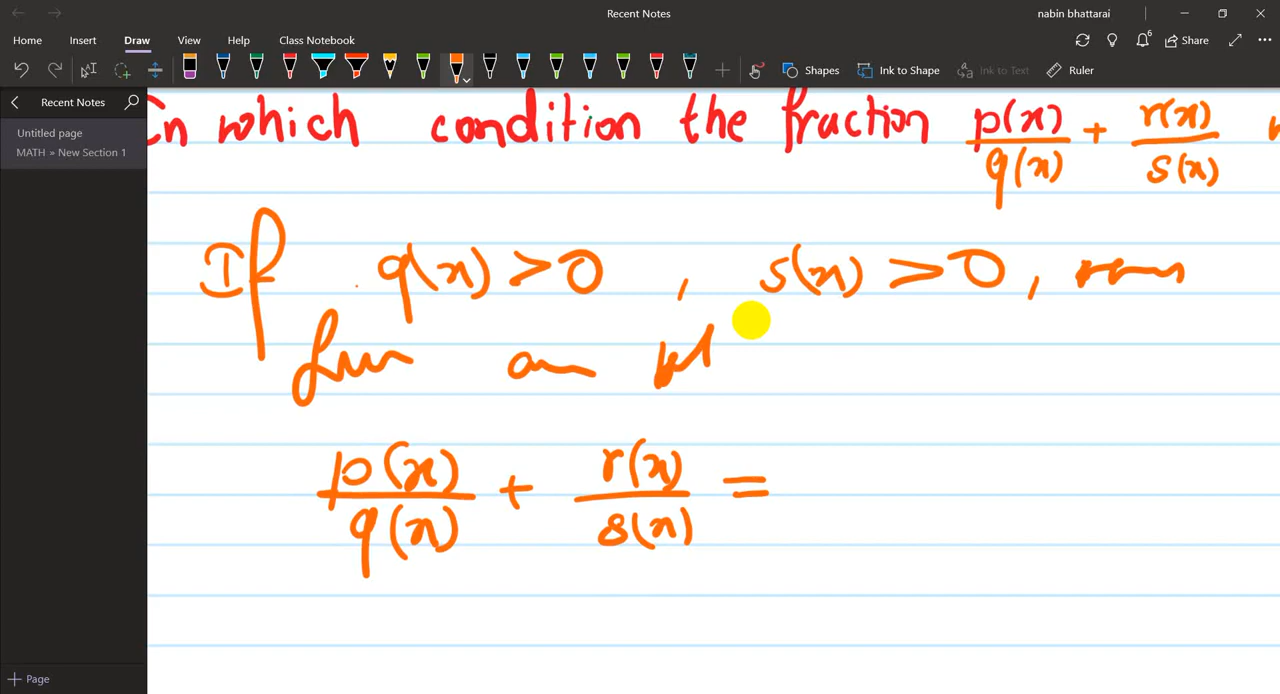 Recent Notes
nabin bhattarai
Home Insert Draw View Help Class Notebook
6 Share
Shapes Ink to Shape Ink to Text Ruler
Recent Notes
Untitled page
MATH » New Section 1
In which condition the fraction p(x)/q(x) + r(x)/s(x)
If q(x) > 0 , s(x) > 0 ,
p(x)/q(x) + r(x)/s(x) =
+ Page